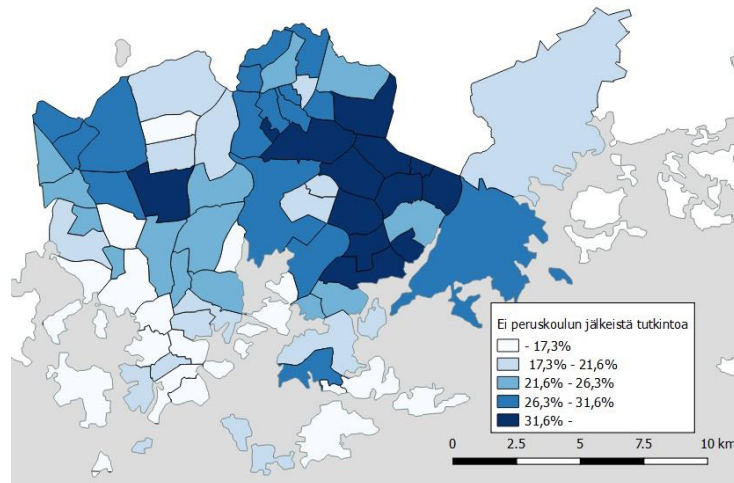 Ei peruskoulun jälkeistä tutkintoa
- 17,3%
17,3% - 21,6%
21,6% - 26,3%
26,3% - 31,6%
31,6% -
0 2.5 5 7.5 10 km